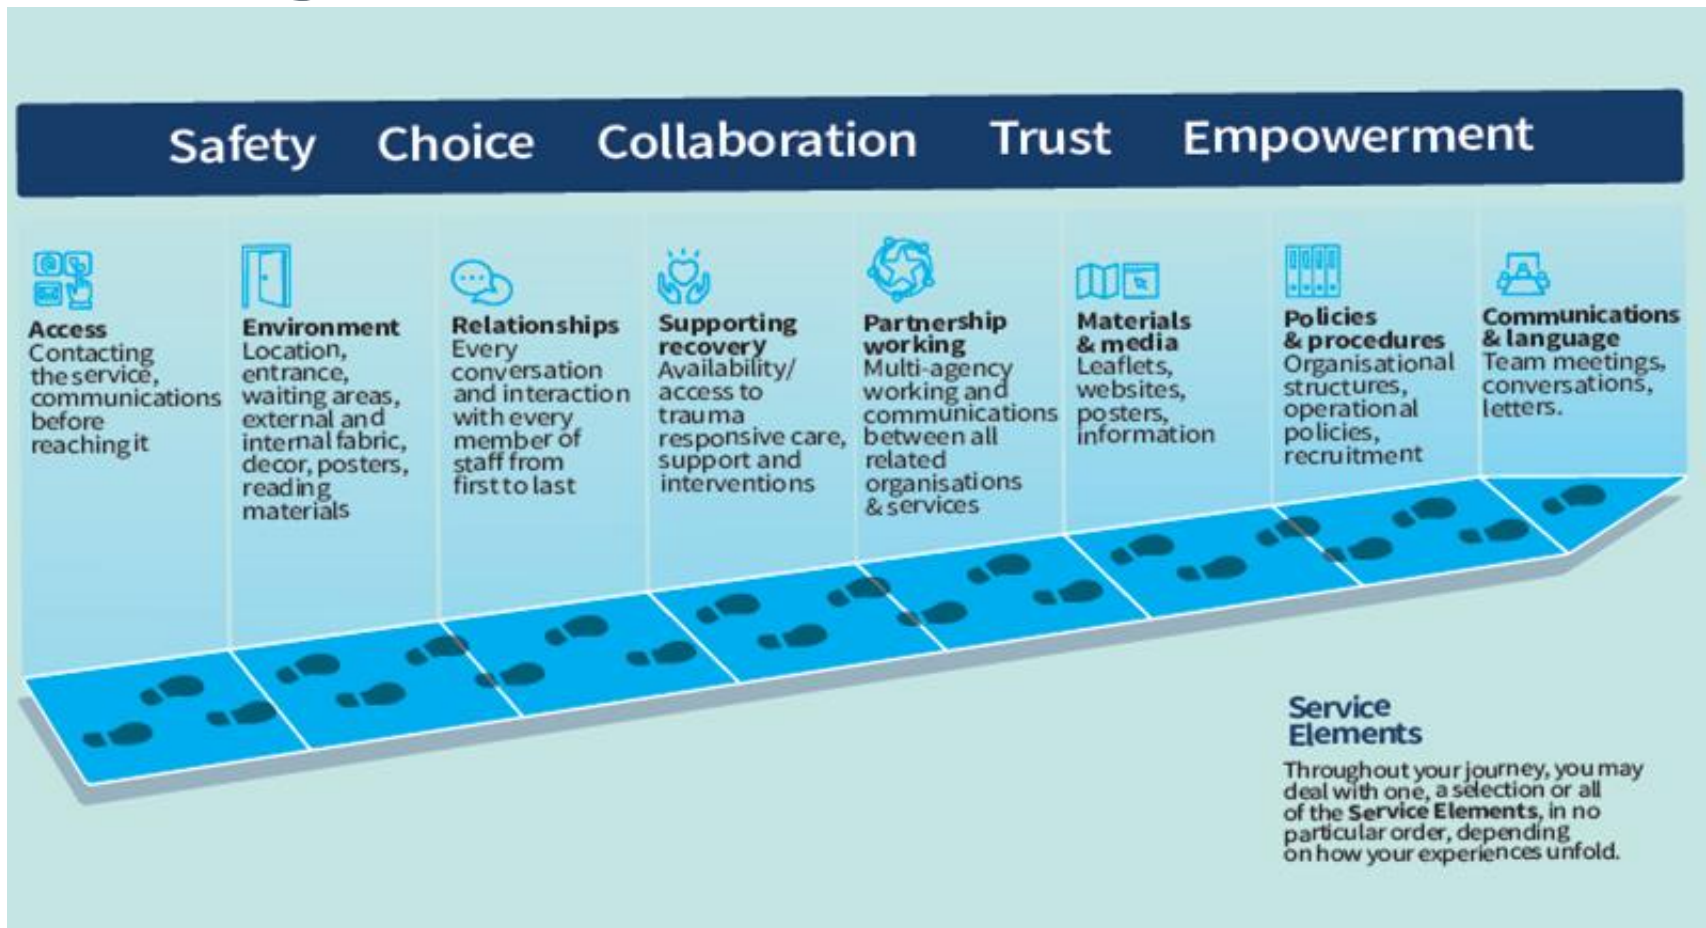 Safety Choice Collaboration Trust Empowerment
Access
Contacting
the service,
communications
before
reaching it
Environment
Location,
entrance,
waiting areas,
external and
internal fabric,
decor, posters,
reading
materials
Relationships
Every
conversation
and interaction
with every
member of
staff from
first to last
Supporting
recovery
Availability/
access to
trauma
responsive care,
support and
interventions
Partnership
working
Multi-agency
working and
communications
between all
related
organisations
& services
Materials
& media
Leaflets,
websites,
posters,
information
Policies
& procedures
Organisational
structures,
operational
policies,
recruitment
Communications
& language
Team meetings,
conversations,
letters.
Service
Elements
Throughout your journey, you may
deal with one, a selection or all
of the Service Elements, in no
particular order, depending
on how your experiences unfold.